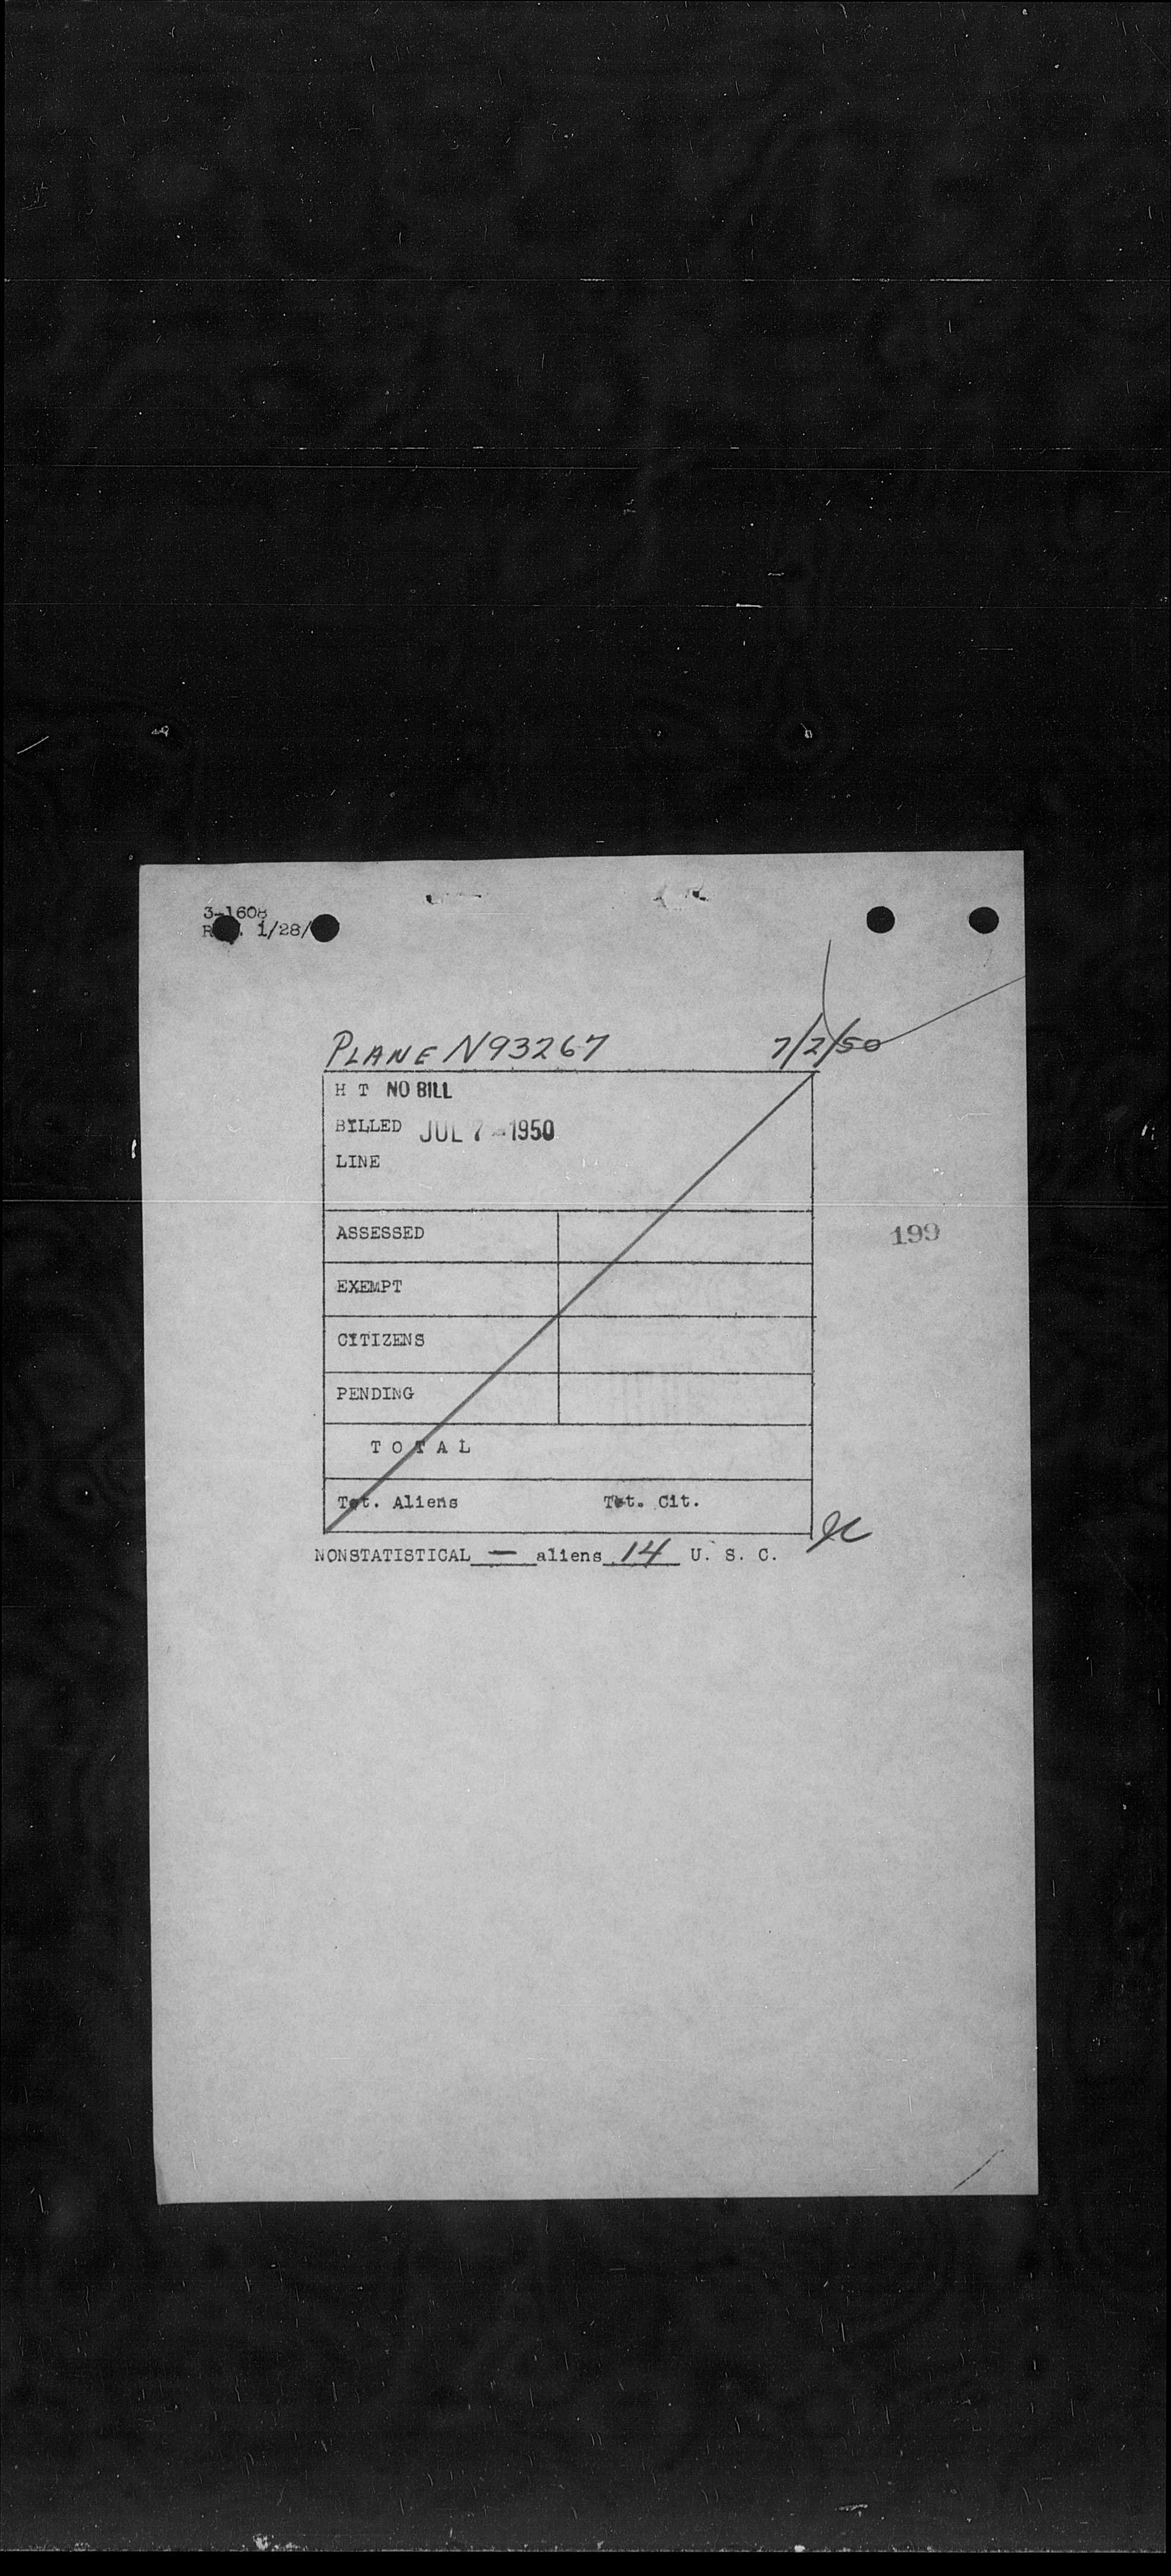 3-1608
1/28/
PLANE N93267 7/2/50
H T NO BILL
BILLED JUL 7 - 1950
LINE
ASSESSED
199
EXEMPT
CITIZENS
PENDING
T O T A L
Tot. Aliens Tot. Cit.
NONSTATISTICAL — aliens 14 U. S. C.